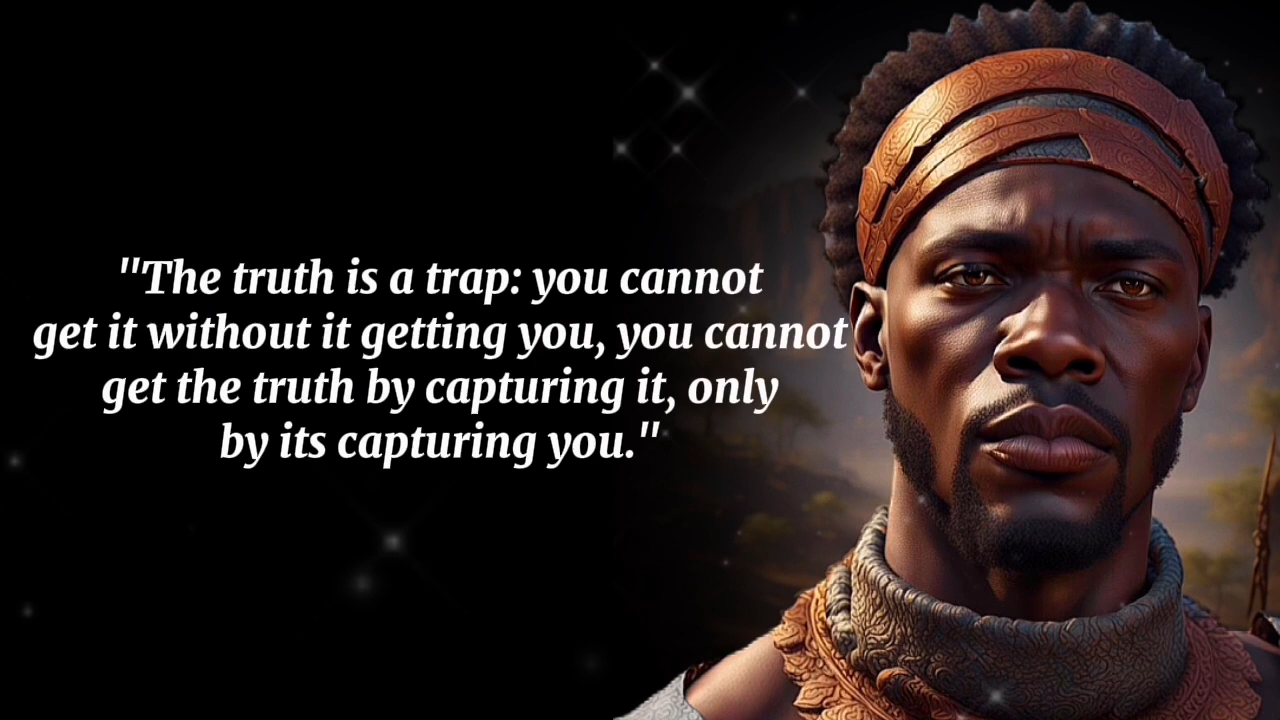 "The truth is a trap: you cannot
get it without it getting you, you cannot
get the truth by capturing it, only
by its capturing you."